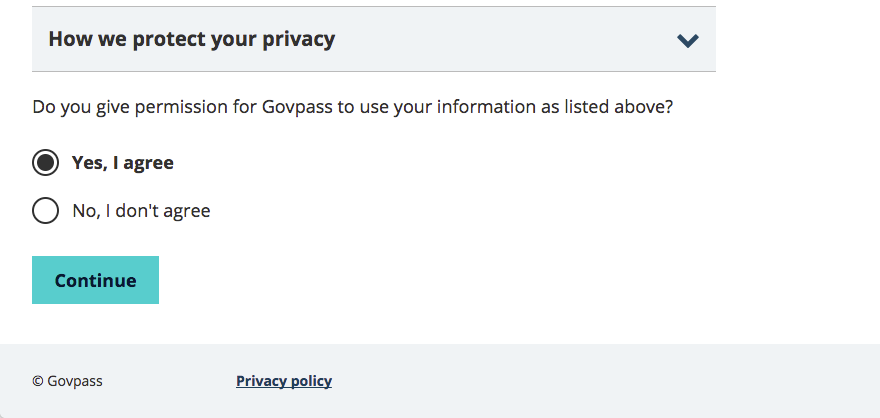 How we protect your privacy
Do you give permission for Govpass to use your information as listed above?
Yes, I agree
No, I don't agree
Continue
© Govpass Privacy policy